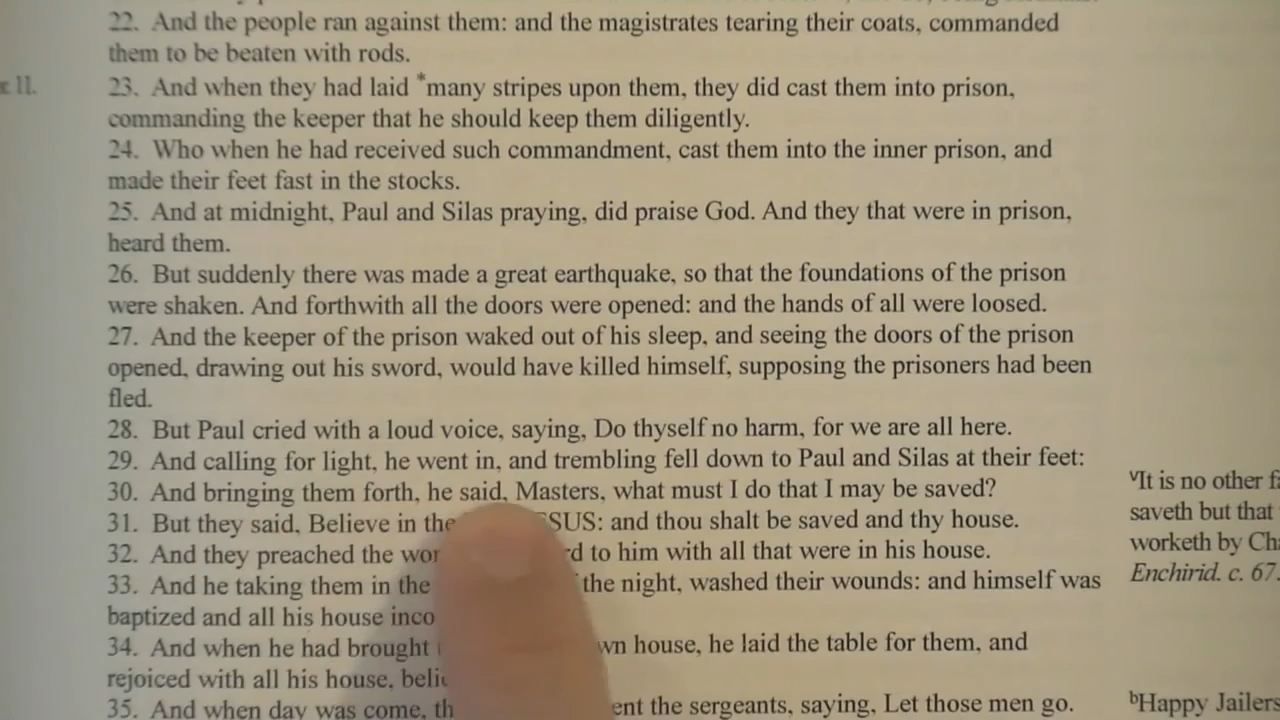 22. And the people ran against them: and the magistrates tearing their coats, commanded
them to be beaten with rods.
II.
23. And when they had laid *many stripes upon them, they did cast them into prison,
commanding the keeper that he should keep them diligently.
24. Who when he had received such commandment, cast them into the inner prison, and
made their feet fast in the stocks.
25. And at midnight, Paul and Silas praying, did praise God. And they that were in prison,
heard them.
26. But suddenly there was made a great earthquake, so that the foundations of the prison
were shaken. And forthwith all the doors were opened: and the hands of all were loosed.
27. And the keeper of the prison waked out of his sleep, and seeing the doors of the prison
opened, drawing out his sword, would have killed himself, supposing the prisoners had been
fled.
28. But Paul cried with a loud voice, saying, Do thyself no harm, for we are all here.
29. And calling for light, he went in, and trembling fell down to Paul and Silas at their feet:
30. And bringing them forth, he said, Masters, what must I do that I may be saved?
31. But they said, Believe in the SUS: and thou shalt be saved and thy house.
32. And they preached the wor d to him with all that were in his house.
33. And he taking them in the the night, washed their wounds: and himself was
baptized and all his house inco
34. And when he had brought wn house, he laid the table for them, and
rejoiced with all his house, beli
35. And when day was come, th ent the sergeants, saying, Let those men go.
vIt is no other f
saveth but that
worketh by Ch
Enchirid. c. 67.
bHappy Jailers